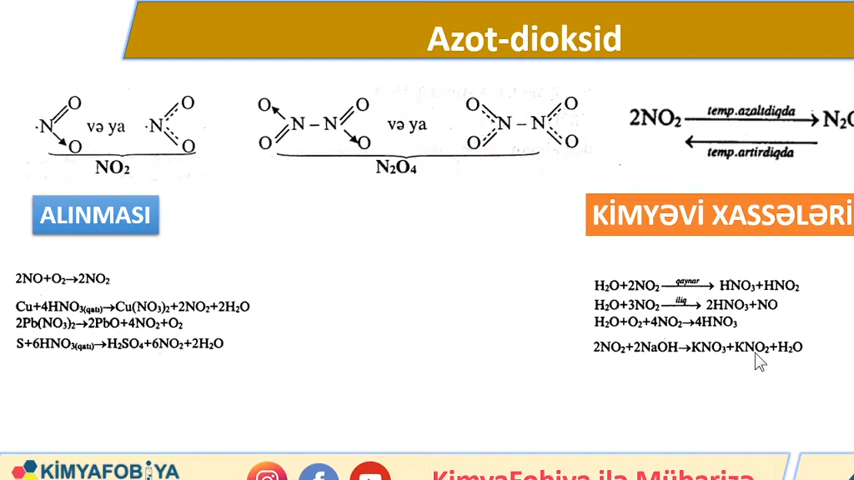 Azot-dioksid
·N O O və ya ·N O O
NO₂
O O N – N O O və ya O O N – N O O
N₂O₄
2NO₂ temp.azaldıqda N₂O
temp.artirdiqda
ALINMASI
KİMYƏVİ XASSƏLƏRİ
2NO+O₂→2NO₂
Cu+4HNO₃(qatı)→Cu(NO₃)₂+2NO₂+2H₂O
2Pb(NO₃)₂→2PbO+4NO₂+O₂
S+6HNO₃(qatı)→H₂SO₄+6NO₂+2H₂O
H₂O+2NO₂ qaynar→ HNO₃+HNO₂
H₂O+3NO₂ iliq→ 2HNO₃+NO
H₂O+O₂+4NO₂→4HNO₃
2NO₂+2NaOH→KNO₃+KNO₂+H₂O
KİMYAFOBİYA
KimyaFobiya ilə Mübarizə